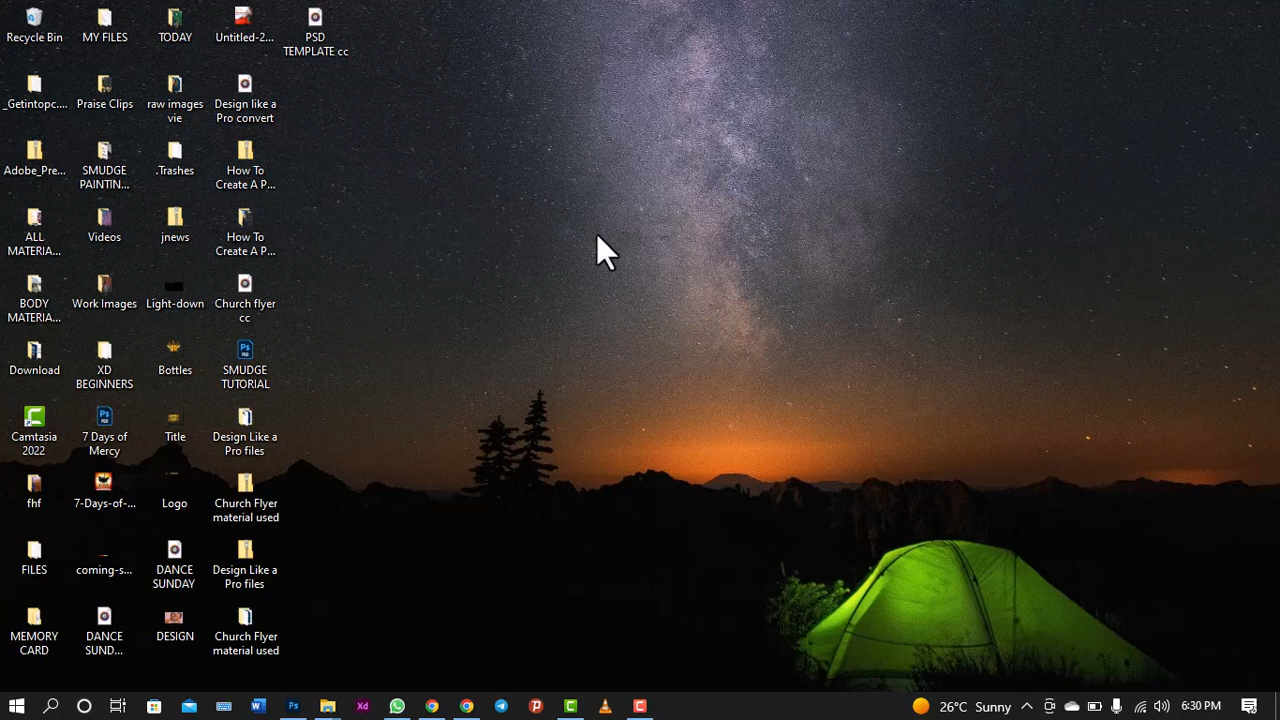 Recycle Bin
MY FILES
TODAY
Untitled-2...
PSD
TEMPLATE cc
_Getintopc....
Praise Clips
raw images
vie
Design like a
Pro convert
Adobe_Pre...
SMUDGE
PAINTIN...
.Trashes
How To
Create A P...
ALL
MATERIA...
Videos
jnews
How To
Create A P...
BODY
MATERIA...
Work Images
Light-down
Church flyer
cc
Download
XD
BEGINNERS
Bottles
SMUDGE
TUTORIAL
Camtasia
2022
7 Days of
Mercy
Title
Design Like a
Pro files
fhf
7-Days-of-...
Logo
Church Flyer
material used
FILES
coming-s...
DANCE
SUNDAY
Design Like a
Pro files
MEMORY
CARD
DANCE
SUND...
DESIGN
Church Flyer
material used
26°C Sunny
6:30 PM